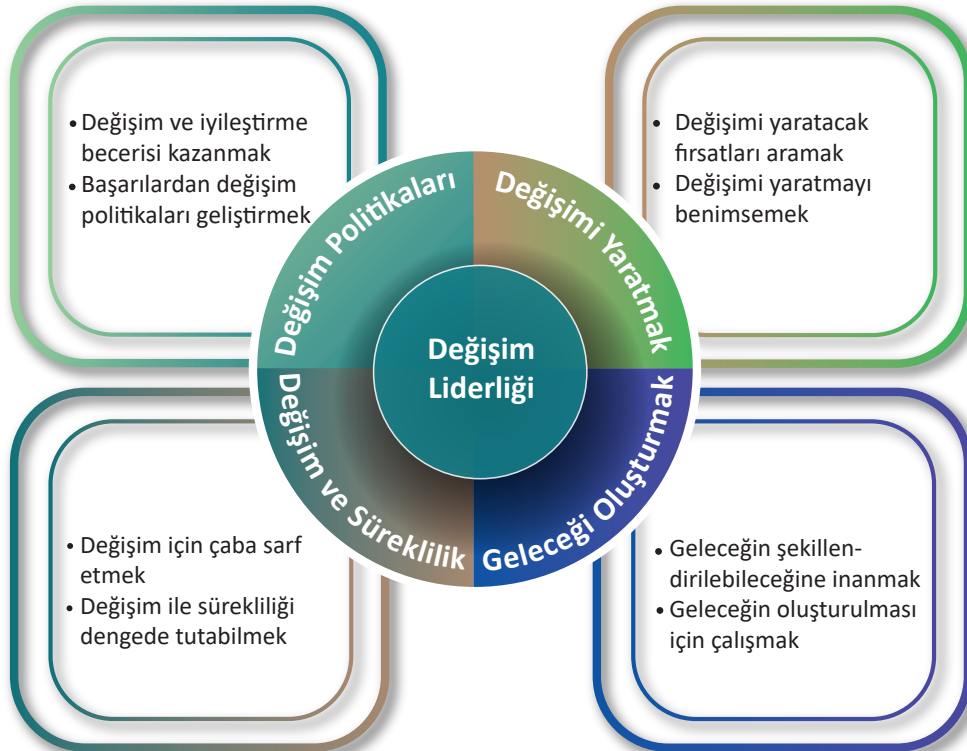 • Değişim ve iyileştirme
becerisi kazanmak
• Başarılardan değişim
politikaları geliştirmek
• Değişimi yaratacak
fırsatları aramak
• Değişimi yaratmayı
benimsemek
Değişim Politikaları
Değişimi Yaratmak
Değişim
Liderliği
Değişim ve Süreklilik
Geleceği Oluşturmak
• Değişim için çaba sarf
etmek
• Değişim ile sürekliliği
dengede tutabilmek
• Geleceğin şekillen-
dirilebileceğine inanmak
• Geleceğin oluşturulması
için çalışmak